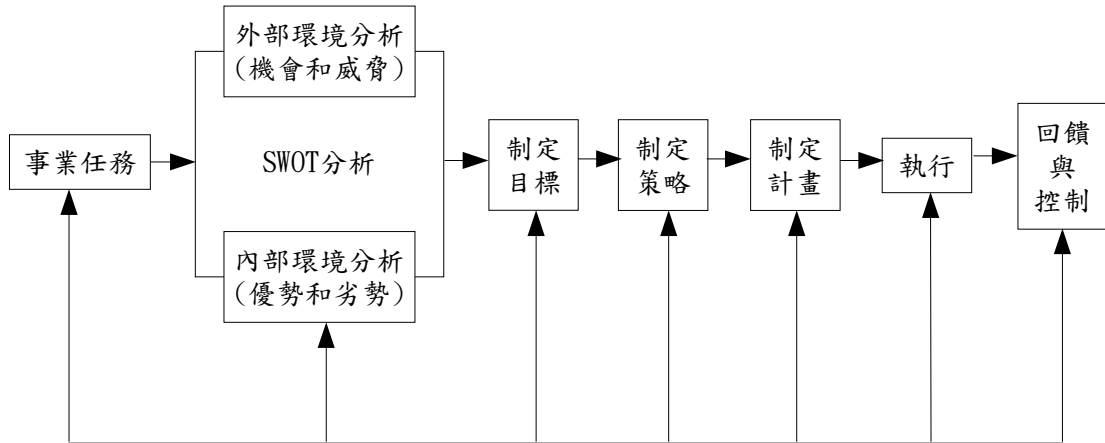 外部環境分析
(機會和威脅)
事業任務
SWOT分析
內部環境分析
(優勢和劣勢)
制定
目標
制定
策略
制定
計畫
執行
回饋
與
控制